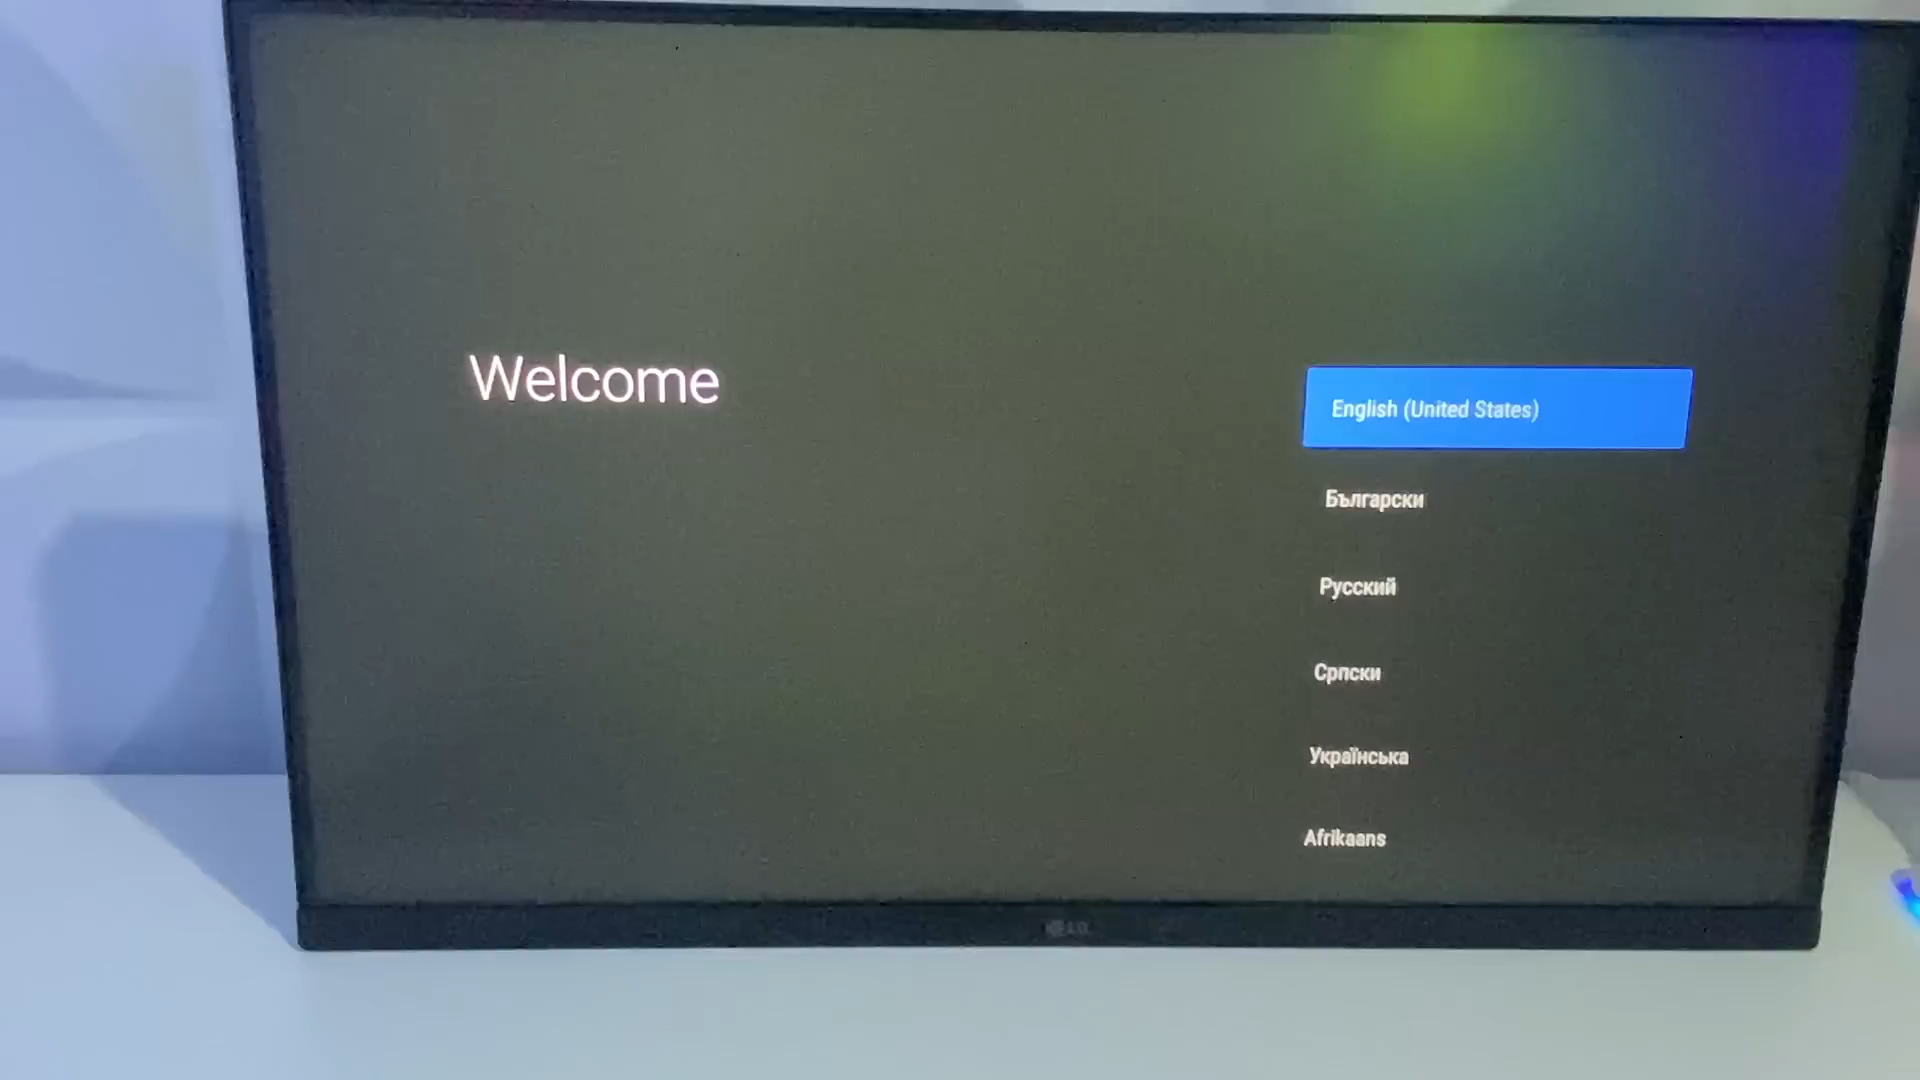 Welcome
English (United States)
Български
Русский
Српски
Українська
Afrikaans